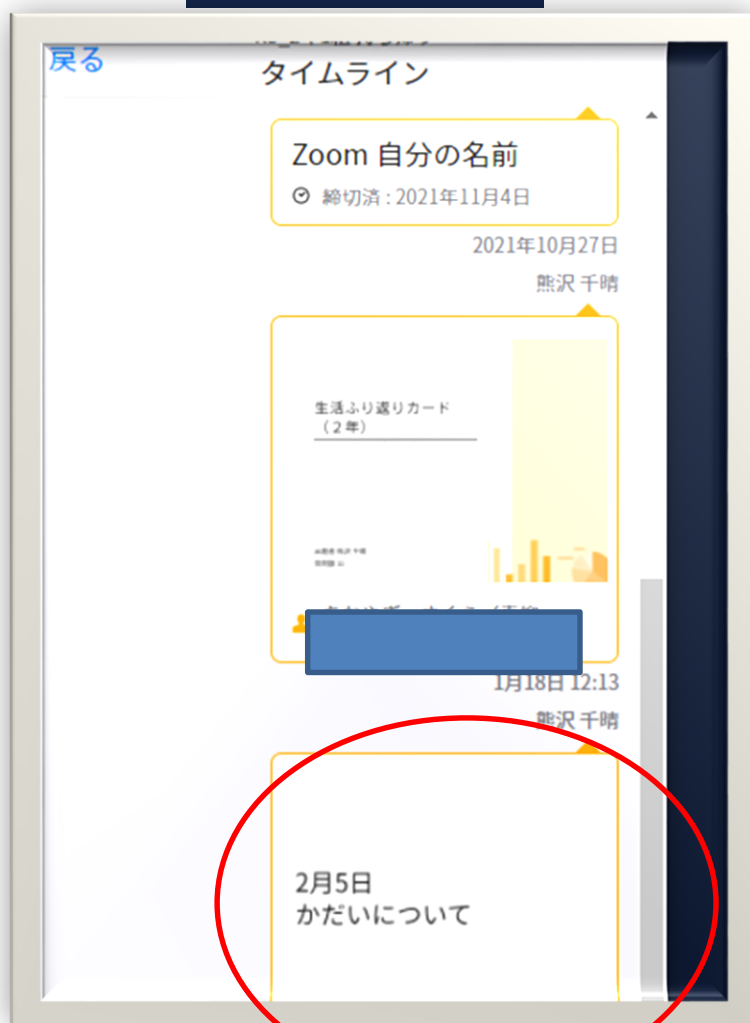 戻る
タイムライン
Zoom 自分の名前
締切済 : 2021年11月4日
2021年10月27日
熊沢 千晴
生活ふり返りカード
（２年）
1月18日 12:13
熊沢 千晴
2月5日
かだいについて